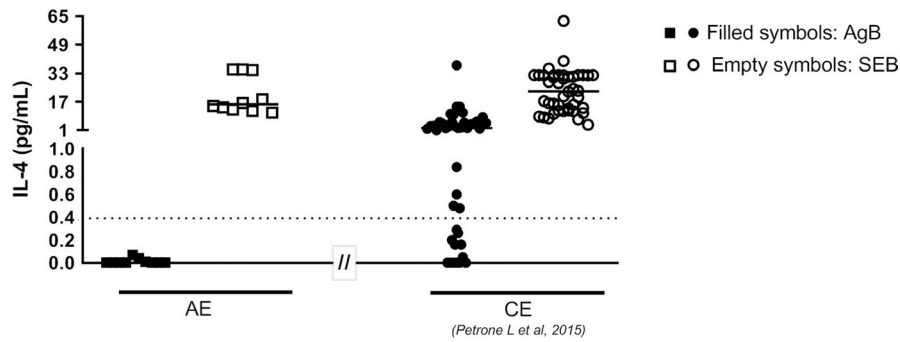 65
49
33
17
1
1.0
0.8
0.6
0.4
0.2
0.0
IL-4 (pg/mL)
Filled symbols: AgB
Empty symbols: SEB
//
AE
CE
(Petrone L et al, 2015)